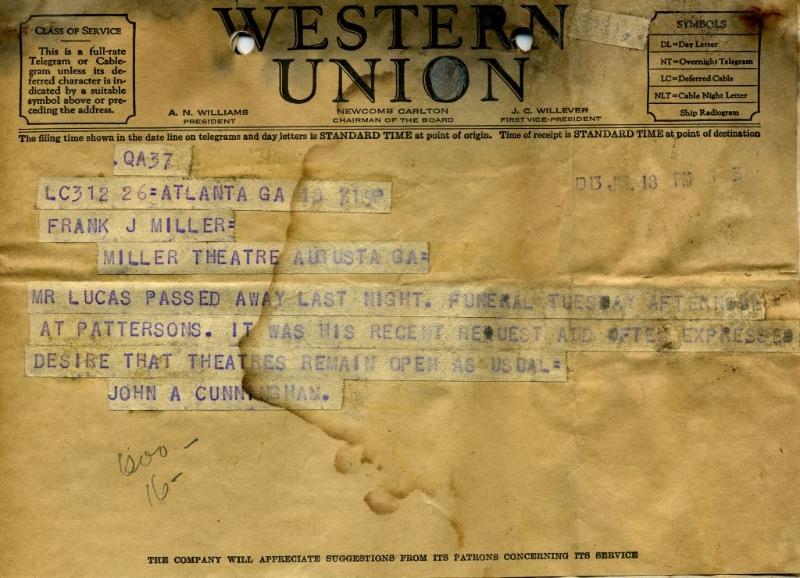 CLASS OF SERVICE
This is a full-rate
Telegram or Cable-
gram unless its de-
ferred character is in-
dicated by a suitable
symbol above or pre-
ceding the address.
WESTERN
UNION
A. N. WILLIAMS
PRESIDENT
NEWCOMB CARLTON
CHAIRMAN OF THE BOARD
J. C. WILLEVER
FIRST VICE-PRESIDENT
SYMBOLS
DL=Day Letter
NT=Overnight Telegram
LC=Deferred Cable
NLT=Cable Night Letter
Ship Radiogram
The filing time shown in the date line on telegrams and day letters is STANDARD TIME at point of origin. Time of receipt is STANDARD TIME at point of destination
.QA37
LC312 26=ATLANTA GA 18
18 PM
FRANK J MILLER=
MILLER THEATRE AUGUSTA GA=
MR LUCAS PASSED AWAY LAST NIGHT. FUNERAL TUESDAY AFTERNOON
AT PATTERSONS. IT WAS HIS RECENT REQUEST AND OFTEN EXPRESSED
DESIRE THAT THEATRES REMAIN OPEN AS USUAL=
JOHN A CUNNINGHAM.
16-
THE COMPANY WILL APPRECIATE SUGGESTIONS FROM ITS PATRONS CONCERNING ITS SERVICE